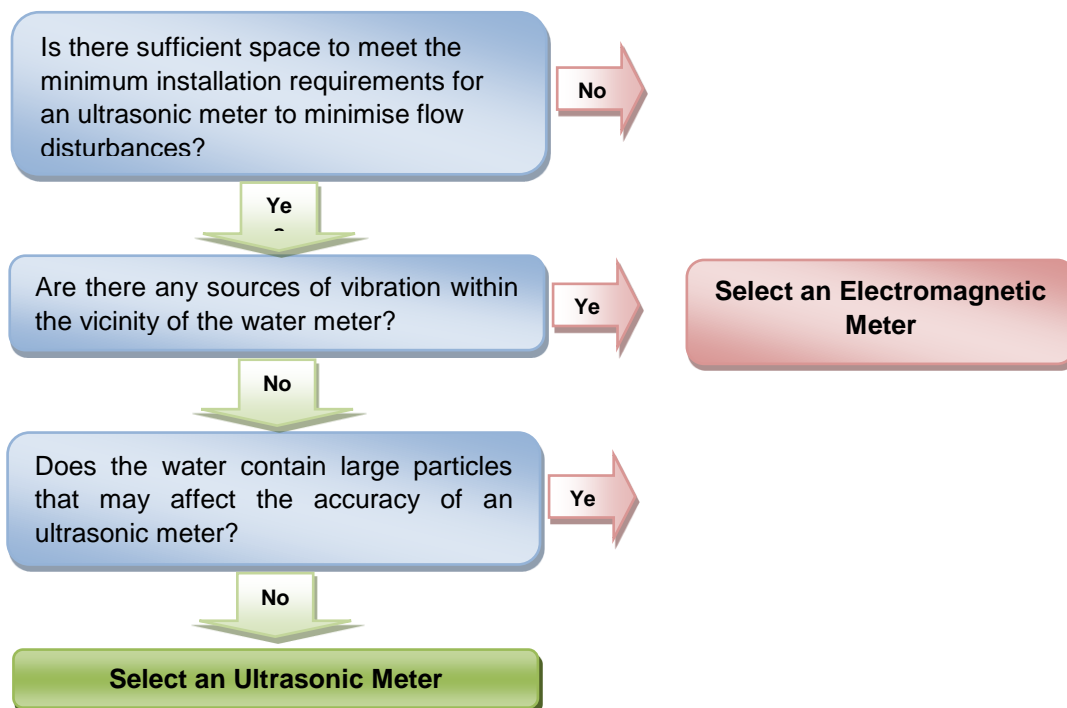 Is there sufficient space to meet the
minimum installation requirements for
an ultrasonic meter to minimise flow
disturbances?
No
Ye
Are there any sources of vibration within
the vicinity of the water meter?
Ye
Select an Electromagnetic
Meter
No
Does the water contain large particles
that may affect the accuracy of an
ultrasonic meter?
Ye
No
Select an Ultrasonic Meter